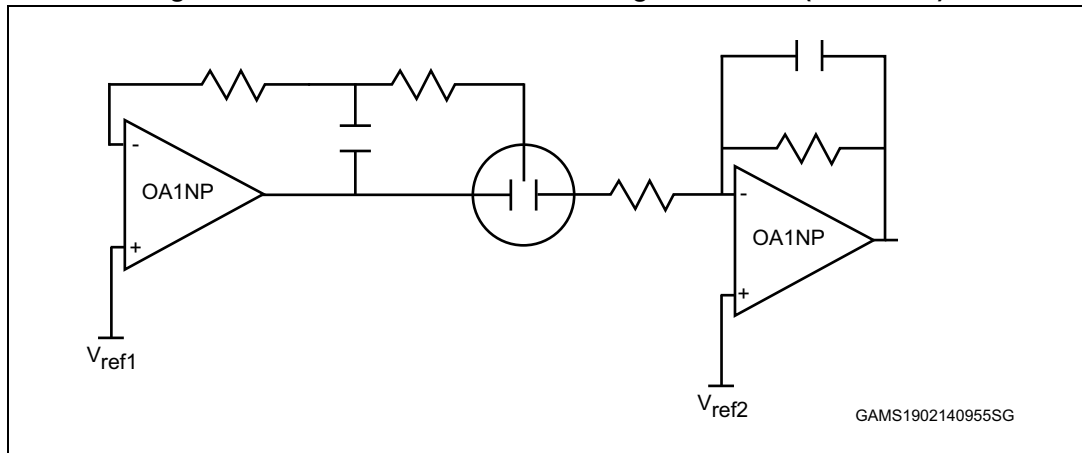 -
OA1NP
+
Vref1
-
OA1NP
+
Vref2
GAMS1902140955SG